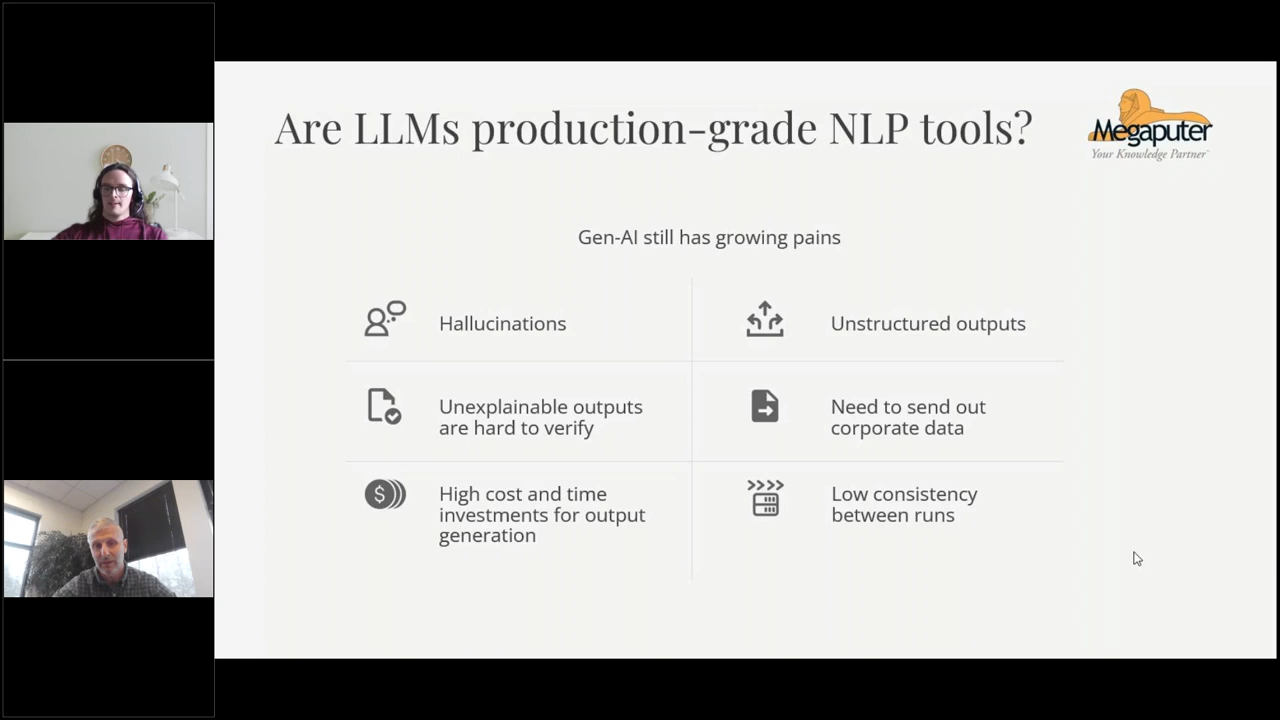 Are LLMs production-grade NLP tools?
Megaputer
Your Knowledge Partner
Gen-AI still has growing pains
Hallucinations
Unstructured outputs
Unexplainable outputs
are hard to verify
Need to send out
corporate data
$
High cost and time
investments for output
generation
Low consistency
between runs